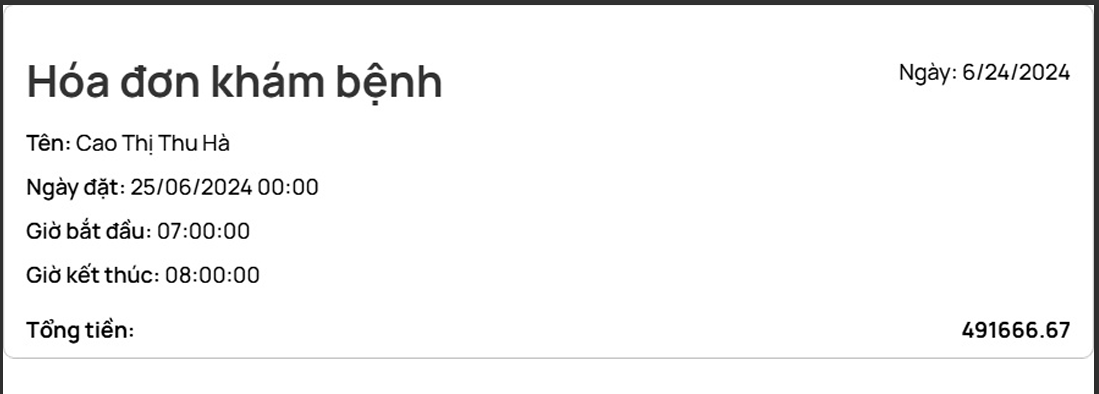 Hóa đơn khám bệnh
Ngày: 6/24/2024
Tên: Cao Thị Thu Hà
Ngày đặt: 25/06/2024 00:00
Giờ bắt đầu: 07:00:00
Giờ kết thúc: 08:00:00
Tổng tiền: 491666.67